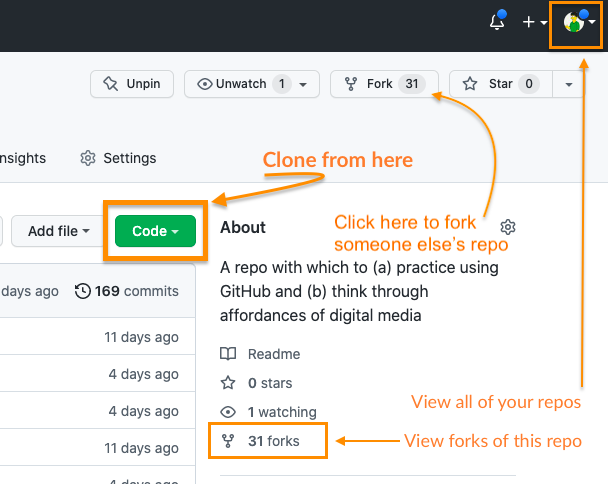 Unpin
Unwatch 1
Fork 31
Star 0
nsights
Settings
Clone from here
Click here to fork
someone else's repo
Add file
Code
About
A repo with which to (a) practice using
GitHub and (b) think through
affordances of digital media
days ago
169 commits
11 days ago
4 days ago
4 days ago
11 days ago
4 days ago
Readme
0 stars
1 watching
31 forks
View all of your repos
View forks of this repo